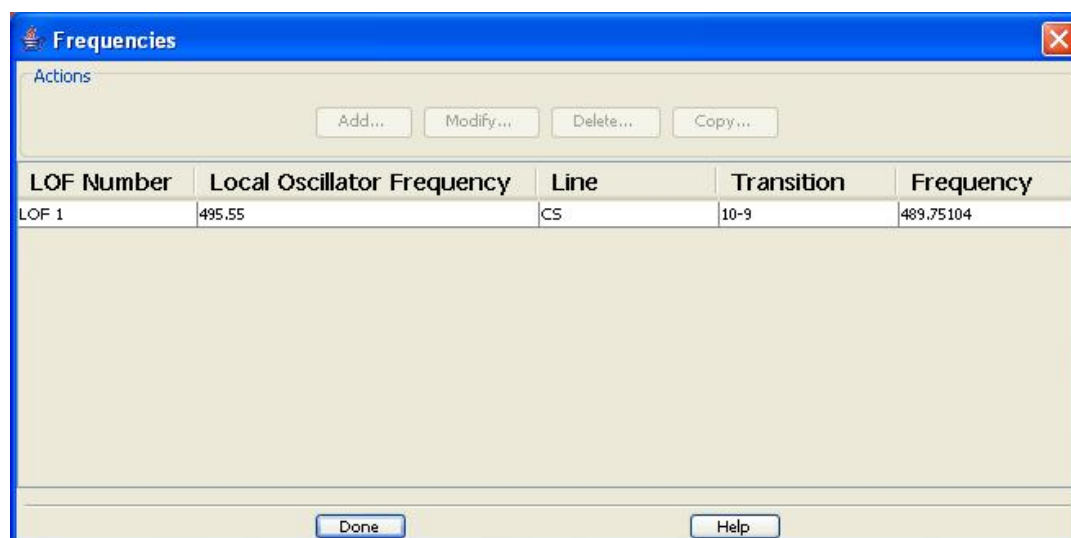 Frequencies
Actions
Add... Modify... Delete... Copy...
LOF Number Local Oscillator Frequency Line Transition Frequency
LOF 1 495.55 CS 10-9 489.75104
Done Help